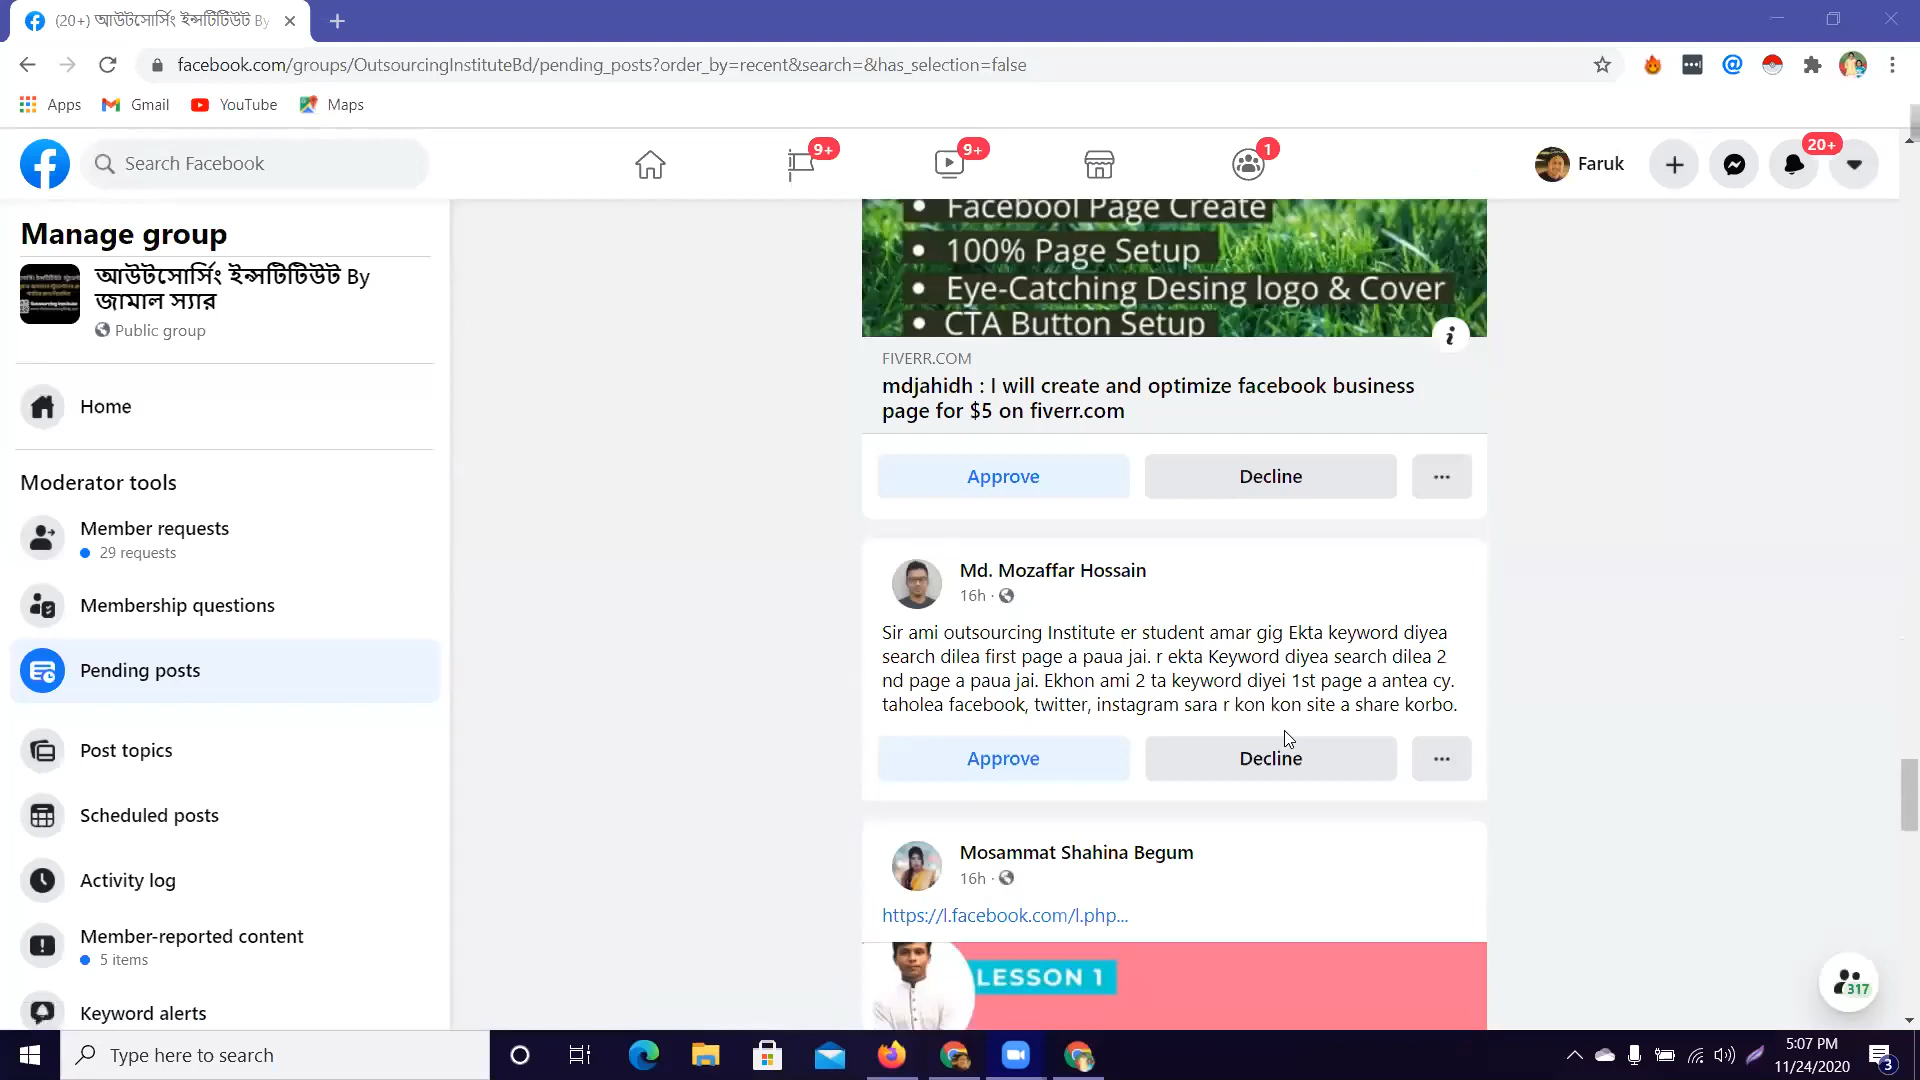 (20+) আউটসোর্সিং ইন্সটিটিউট By
facebook.com/groups/OutsourcingInstituteBd/pending_posts?order_by=recent&search=&has_selection=false
Apps
Gmail
YouTube
Maps
Search Facebook
9+
9+
1
Faruk
20+
Manage group
আউটসোর্সিং ইন্সটিটিউট By
জামাল স্যার
Public group
Home
Moderator tools
Member requests
29 requests
Membership questions
Pending posts
Post topics
Scheduled posts
Activity log
Member-reported content
5 items
Keyword alerts
Facebool Page Create
100% Page Setup
Eye-Catching Desing logo & Cover
CTA Button Setup
FIVERR.COM
mdjahidh : I will create and optimize facebook business
page for $5 on fiverr.com
Approve
Decline
Md. Mozaffar Hossain
16h ·
Sir ami outsourcing Institute er student amar gig Ekta keyword diyea
search dilea first page a paua jai. r ekta Keyword diyea search dilea 2
nd page a paua jai. Ekhon ami 2 ta keyword diyei 1st page a antea cy.
taholea facebook, twitter, instagram sara r kon kon site a share korbo.
Approve
Decline
Mosammat Shahina Begum
16h ·
https://l.facebook.com/l.php...
LESSON 1
317
Type here to search
5:07 PM
11/24/2020
3